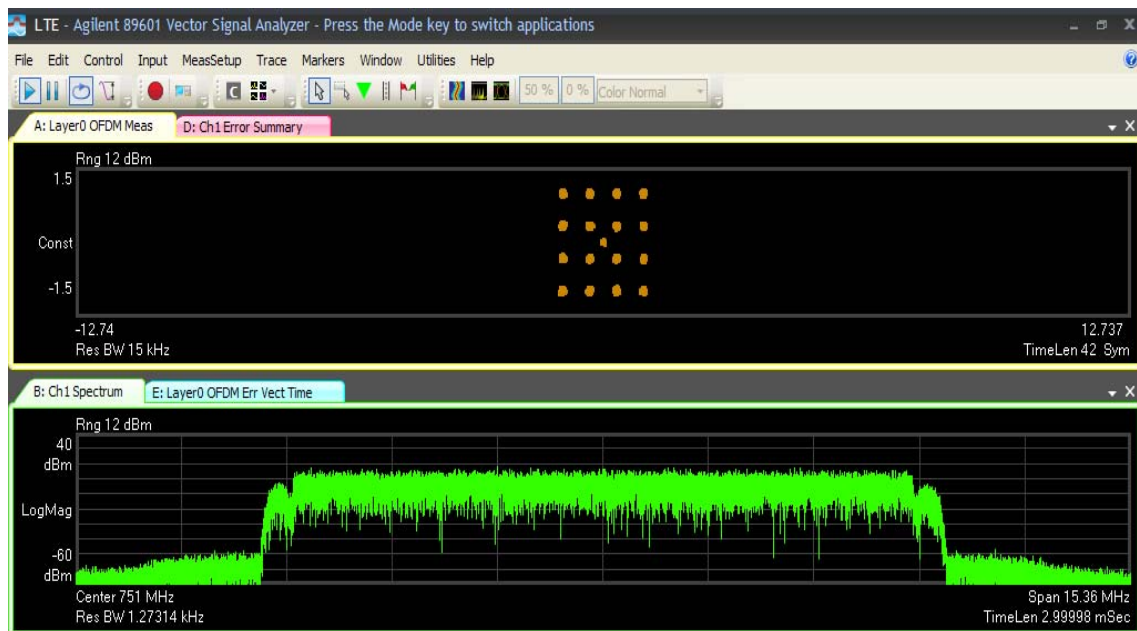 LTE - Agilent 89601 Vector Signal Analyzer - Press the Mode key to switch applications
File Edit Control Input MeasSetup Trace Markers Window Utilities Help
50 % 0 % Color Normal
A: Layer0 OFDM Meas D: Ch1 Error Summary
Rng 12 dBm
1.5
Const
-1.5
-12.74 12.737
Res BW 15 kHz TimeLen 42 Sym
B: Ch1 Spectrum E: Layer0 OFDM Err Vect Time
Rng 12 dBm
40
dBm
LogMag
-60
dBm
Center 751 MHz Span 15.36 MHz
Res BW 1.27314 kHz TimeLen 2.99998 mSec